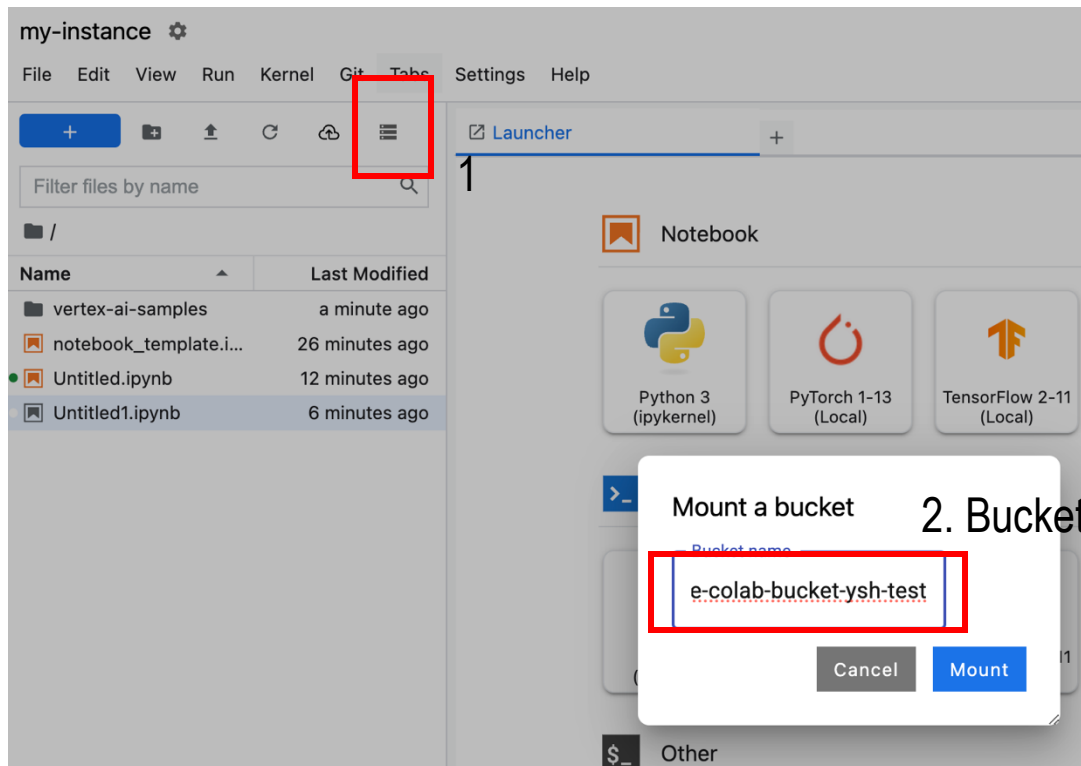 my-instance
File Edit View Run Kernel Git Tabs Settings Help
+
Launcher
+
1
Filter files by name
/
Name Last Modified
vertex-ai-samples a minute ago
notebook_template.i... 26 minutes ago
Untitled.ipynb 12 minutes ago
Untitled1.ipynb 6 minutes ago
Notebook
Python 3
(ipykernel)
PyTorch 1-13
(Local)
TensorFlow 2-11
(Local)
Mount a bucket
2. Bucket
Bucket name
e-colab-bucket-ysh-test
Cancel Mount
$_ Other